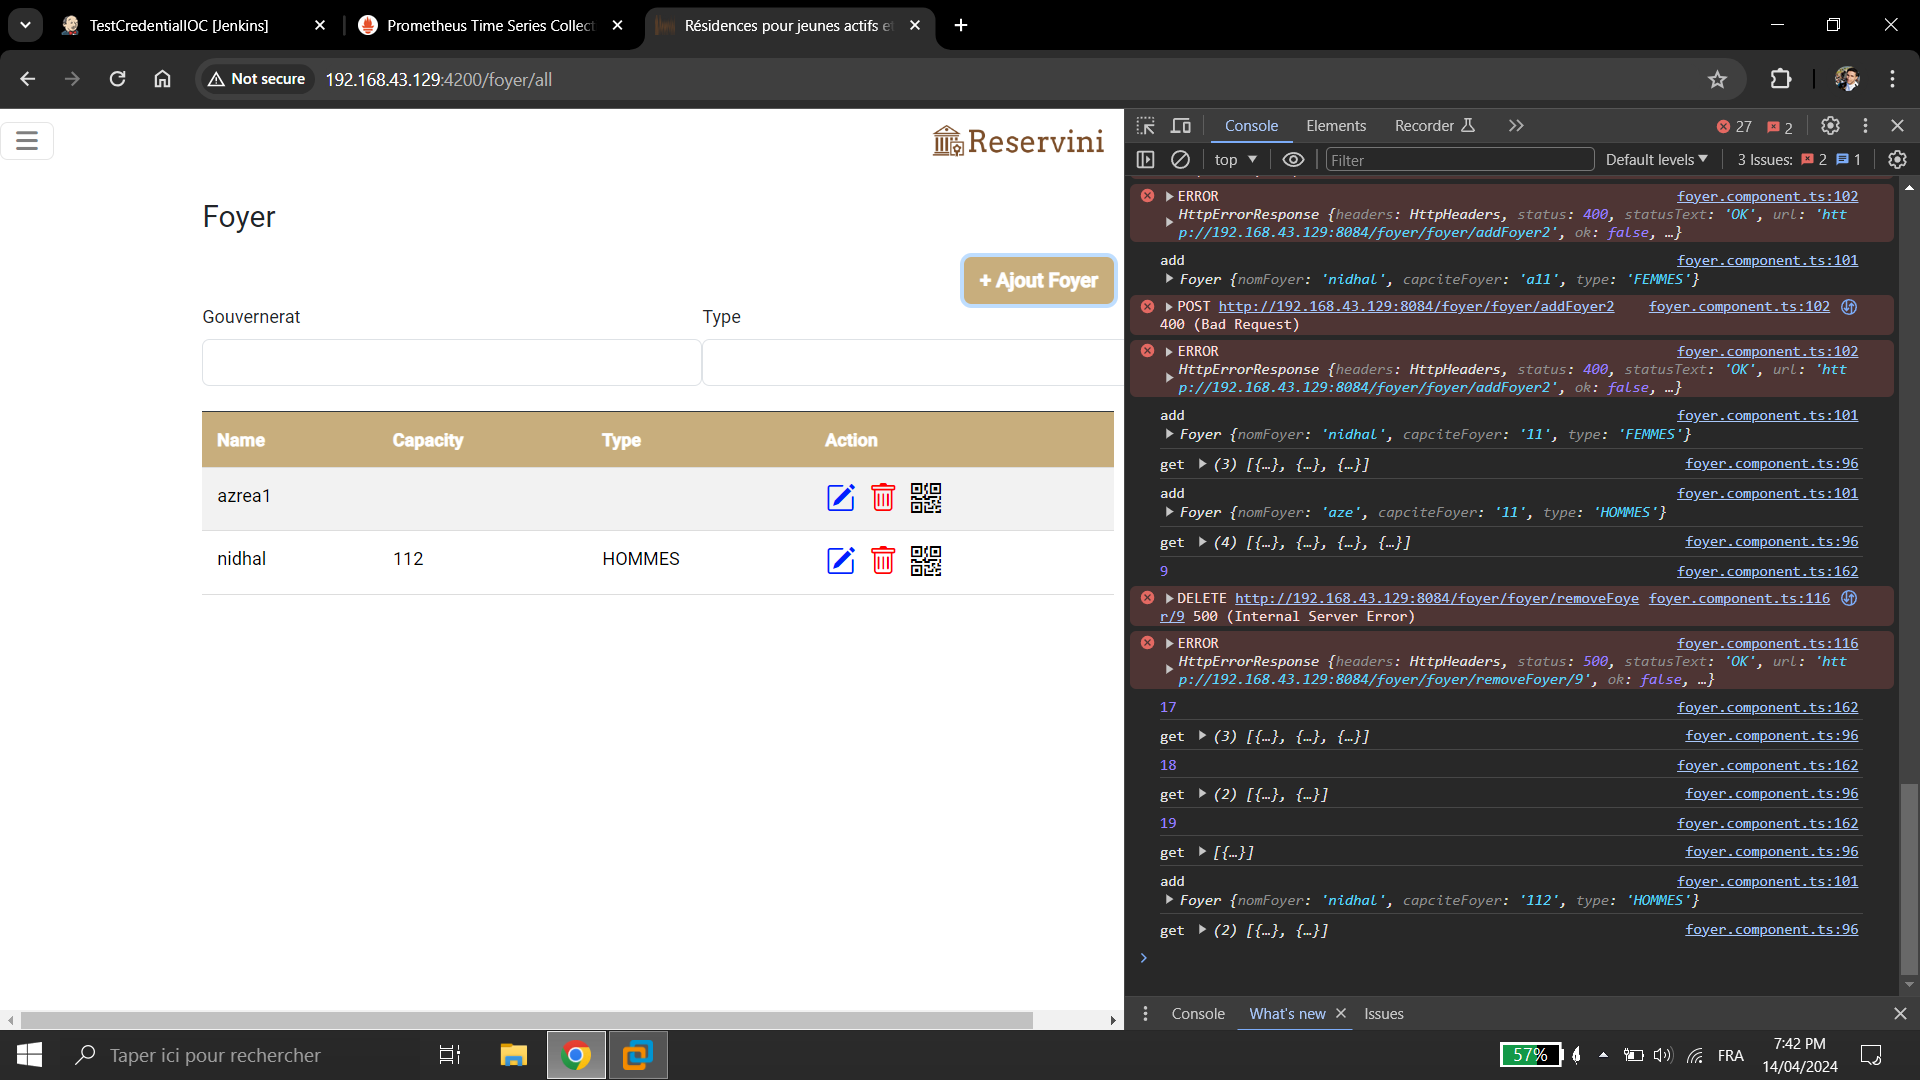 TestCredentialIOC [Jenkins]
Prometheus Time Series Collect
Résidences pour jeunes actifs et
Not secure
192.168.43.129:4200/foyer/all
Reservini
Foyer
+ Ajout Foyer
Gouvernerat
Type
Name Capacity Type Action
azrea1
nidhal 112 HOMMES
Console Elements Recorder
27 2
top
Filter
Default levels
3 Issues: 2 1
ERROR foyer.component.ts:102
HttpErrorResponse {headers: HttpHeaders, status: 400, statusText: 'OK', url: 'htt
p://192.168.43.129:8084/foyer/foyer/addFoyer2', ok: false, …}
add foyer.component.ts:101
Foyer {nomFoyer: 'nidhal', capciteFoyer: 'a11', type: 'FEMMES'}
POST http://192.168.43.129:8084/foyer/foyer/addFoyer2 foyer.component.ts:102
400 (Bad Request)
ERROR foyer.component.ts:102
HttpErrorResponse {headers: HttpHeaders, status: 400, statusText: 'OK', url: 'htt
p://192.168.43.129:8084/foyer/foyer/addFoyer2', ok: false, …}
add foyer.component.ts:101
Foyer {nomFoyer: 'nidhal', capciteFoyer: '11', type: 'FEMMES'}
get (3) [{…}, {…}, {…}] foyer.component.ts:96
add foyer.component.ts:101
Foyer {nomFoyer: 'aze', capciteFoyer: '11', type: 'HOMMES'}
get (4) [{…}, {…}, {…}, {…}] foyer.component.ts:96
9 foyer.component.ts:162
DELETE http://192.168.43.129:8084/foyer/foyer/removeFoye foyer.component.ts:116
r/9 500 (Internal Server Error)
ERROR foyer.component.ts:116
HttpErrorResponse {headers: HttpHeaders, status: 500, statusText: 'OK', url: 'htt
p://192.168.43.129:8084/foyer/foyer/removeFoyer/9', ok: false, …}
17 foyer.component.ts:162
get (3) [{…}, {…}, {…}] foyer.component.ts:96
18 foyer.component.ts:162
get (2) [{…}, {…}] foyer.component.ts:96
19 foyer.component.ts:162
get [{…}] foyer.component.ts:96
add foyer.component.ts:101
Foyer {nomFoyer: 'nidhal', capciteFoyer: '112', type: 'HOMMES'}
get (2) [{…}, {…}] foyer.component.ts:96
Console What's new Issues
Taper ici pour rechercher
57%
FRA
7:42 PM
14/04/2024